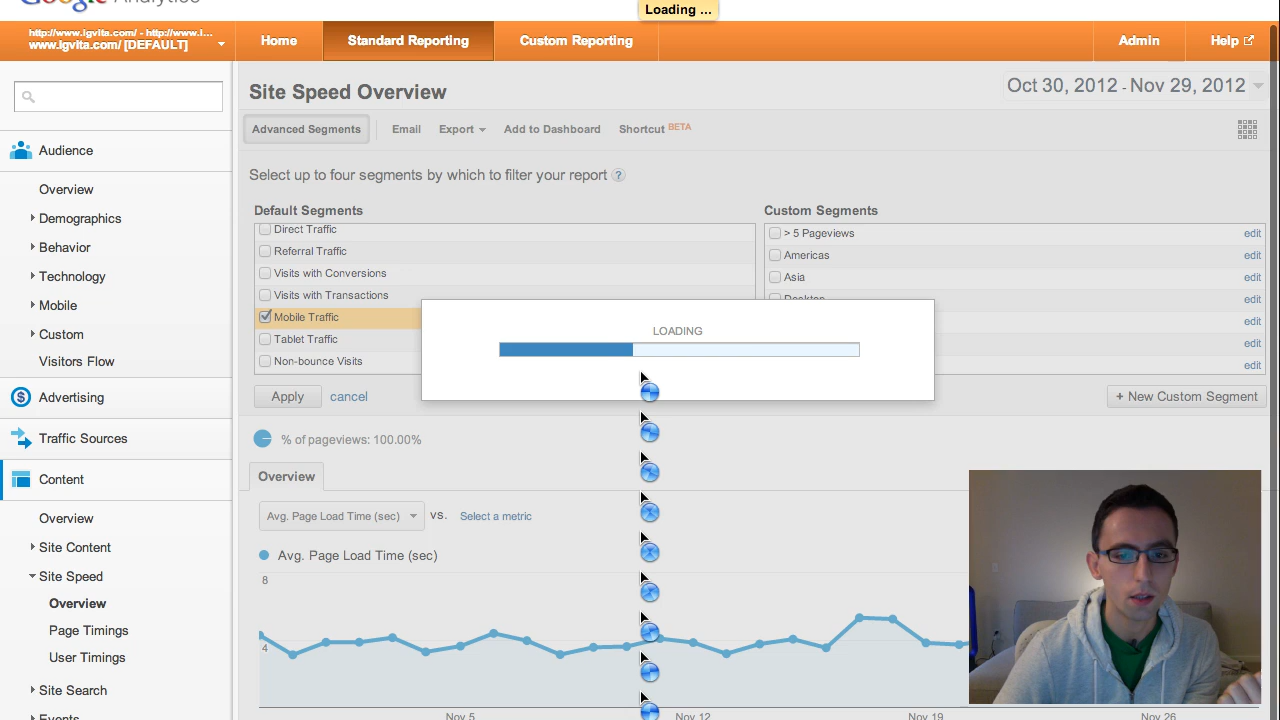 Google Analytics
Loading ...
http://www.igvita.com/ - http://www.i...
www.igvita.com/ [DEFAULT]
Home
Standard Reporting
Custom Reporting
Admin
Help
Site Speed Overview
Oct 30, 2012 - Nov 29, 2012
Advanced Segments
Email
Export
Add to Dashboard
Shortcut BETA
Audience
Overview
Demographics
Behavior
Technology
Mobile
Custom
Visitors Flow
Advertising
Traffic Sources
Content
Overview
Site Content
Site Speed
Overview
Page Timings
User Timings
Site Search
Events
Select up to four segments by which to filter your report ?
Default Segments
Direct Traffic
Referral Traffic
Visits with Conversions
Visits with Transactions
Mobile Traffic
Tablet Traffic
Non-bounce Visits
Custom Segments
> 5 Pageviews edit
Americas edit
Asia edit
Desktop edit
edit
edit
edit
LOADING
Apply
cancel
+ New Custom Segment
% of pageviews: 100.00%
Overview
Avg. Page Load Time (sec)
VS.
Select a metric
Avg. Page Load Time (sec)
8
4
Nov 5
Nov 12
Nov 19
Nov 26